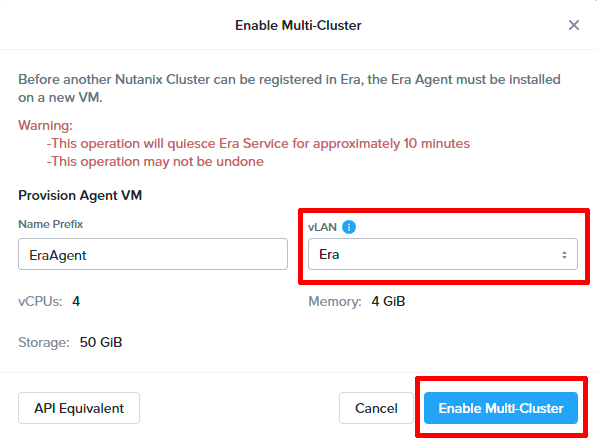 Enable Multi-Cluster
Before another Nutanix Cluster can be registered in Era, the Era Agent must be installed
on a new VM.
Warning:
-This operation will quiesce Era Service for approximately 10 minutes
-This operation may not be undone
Provision Agent VM
Name Prefix
vLAN
EraAgent
Era
vCPUs: 4
Memory: 4 GiB
Storage: 50 GiB
API Equivalent
Cancel
Enable Multi-Cluster